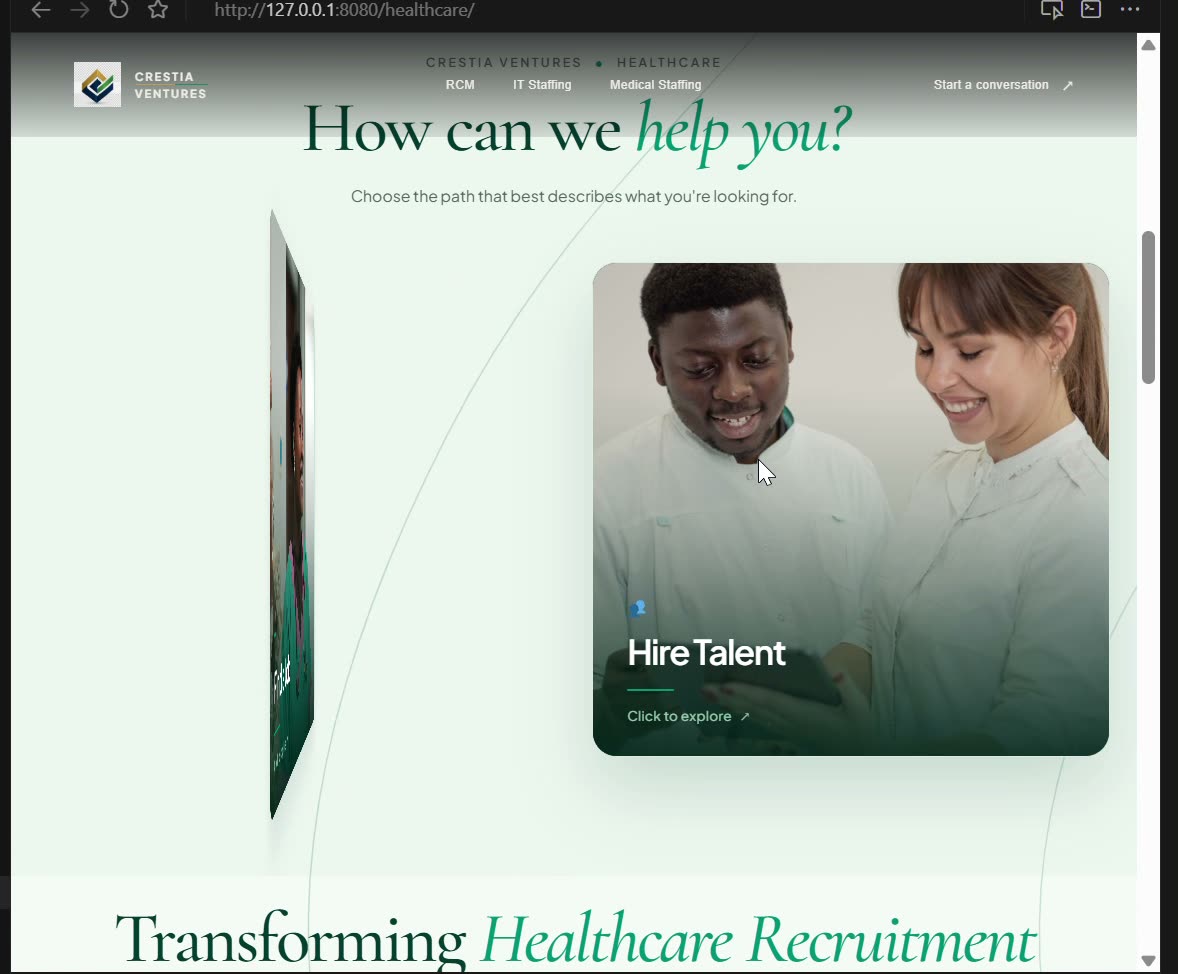 http://127.0.0.1:8080/healthcare/
CRESTIA VENTURES • HEALTHCARE
CRESTIA
VENTURES
RCM
IT Staffing
Medical Staffing
Start a conversation ↗
How can we help you?
Choose the path that best describes what you're looking for.
Hire Talent
Click to explore ↗
Transforming Healthcare Recruitment